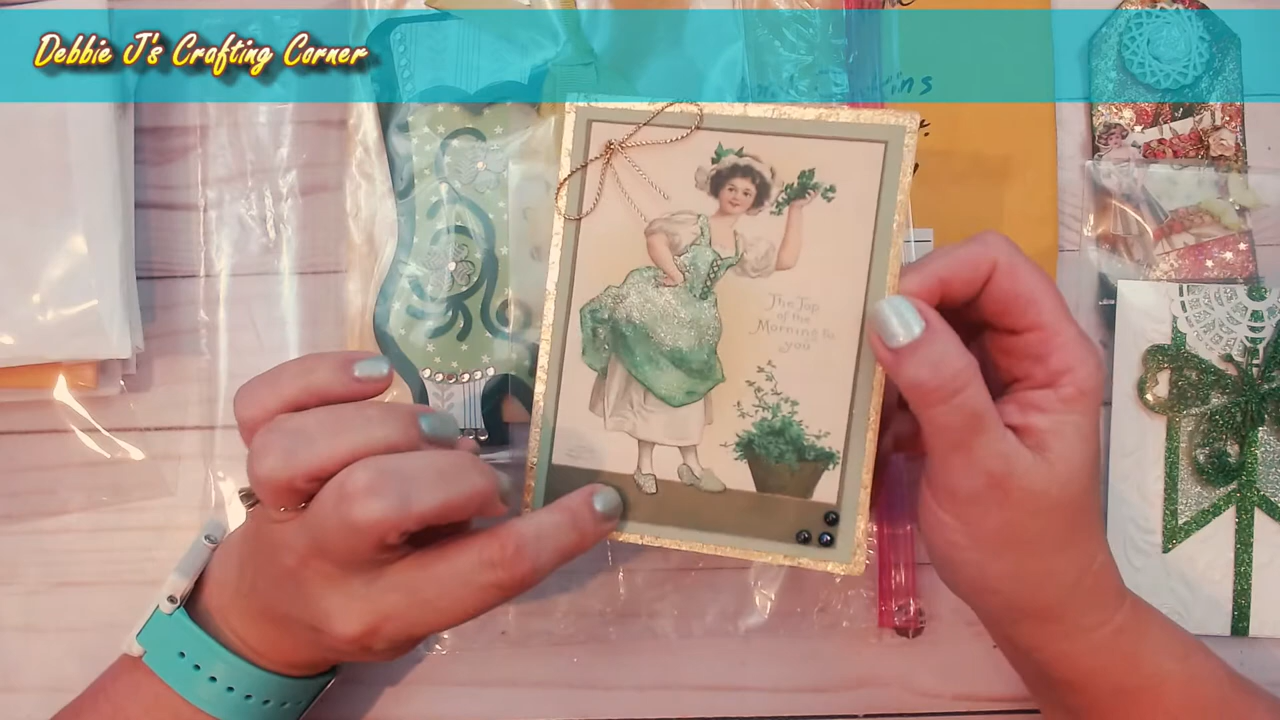 Debbie J's Crafting Corner
The Top
of the
Morning to
you